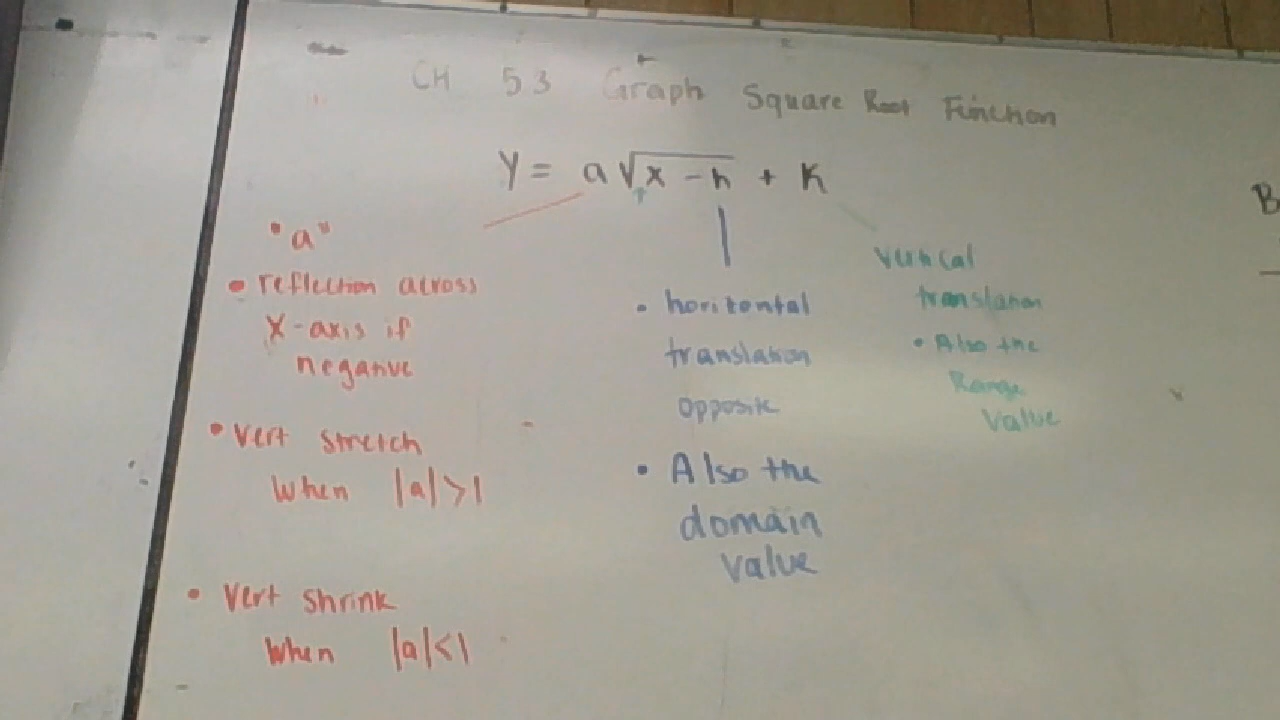 CH 5.3 Graph Square Root Function
y = a√x - h + k
"a"
• reflection across
x-axis if
negative
• vert stretch
when |a|>1
• vert shrink
when |a|<1
• horizontal
translation
opposite
• Also the
domain
value
vertical
translation
• Also the
Range
value
B